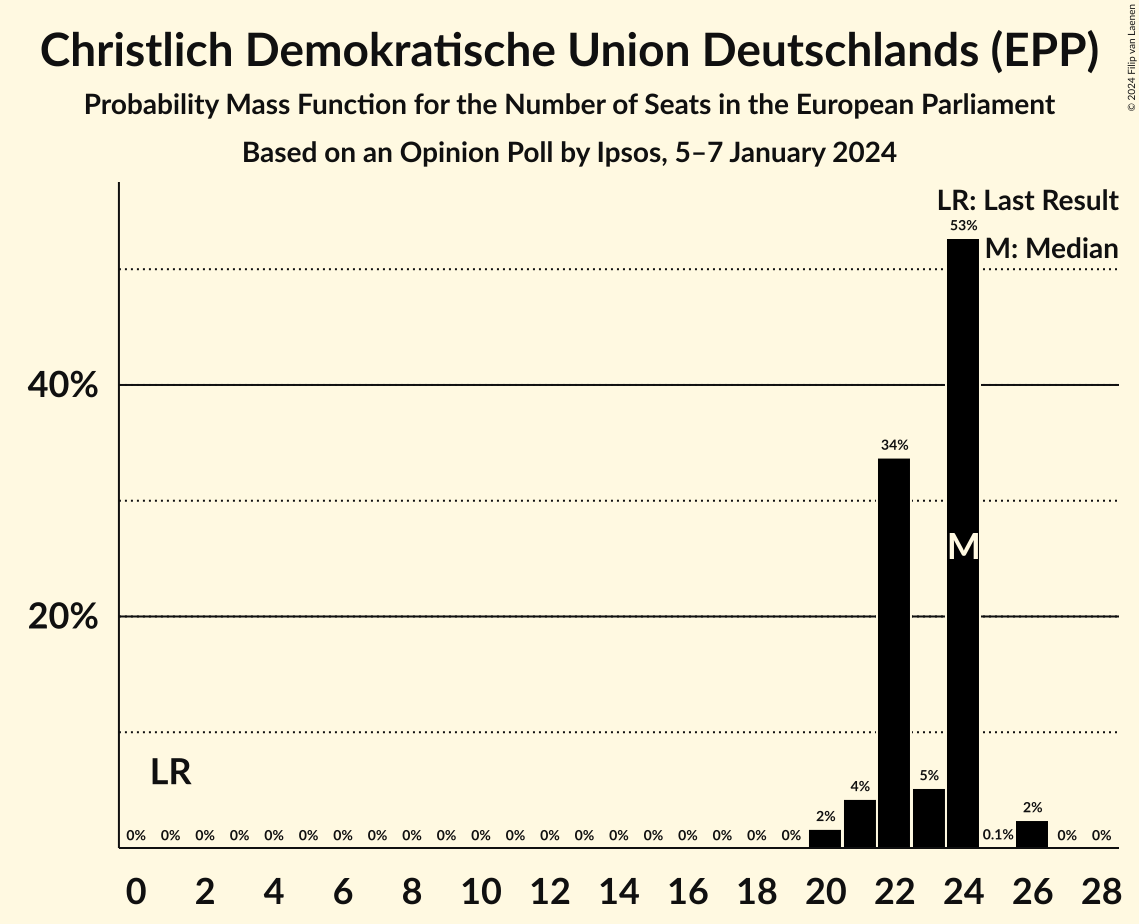 Christlich Demokratische Union Deutschlands (EPP)
Probability Mass Function for the Number of Seats in the European Parliament
Based on an Opinion Poll by Ipsos, 5–7 January 2024
© 2024 Filip van Laenen
LR: Last Result
53%
M: Median
40%
34%
M
20%
LR
5%
4%
2%
2%
0% 0% 0% 0% 0% 0% 0% 0% 0% 0% 0% 0% 0% 0% 0% 0% 0% 0% 0% 0% 0.1% 0% 0%
0 2 4 6 8 10 12 14 16 18 20 22 24 26 28